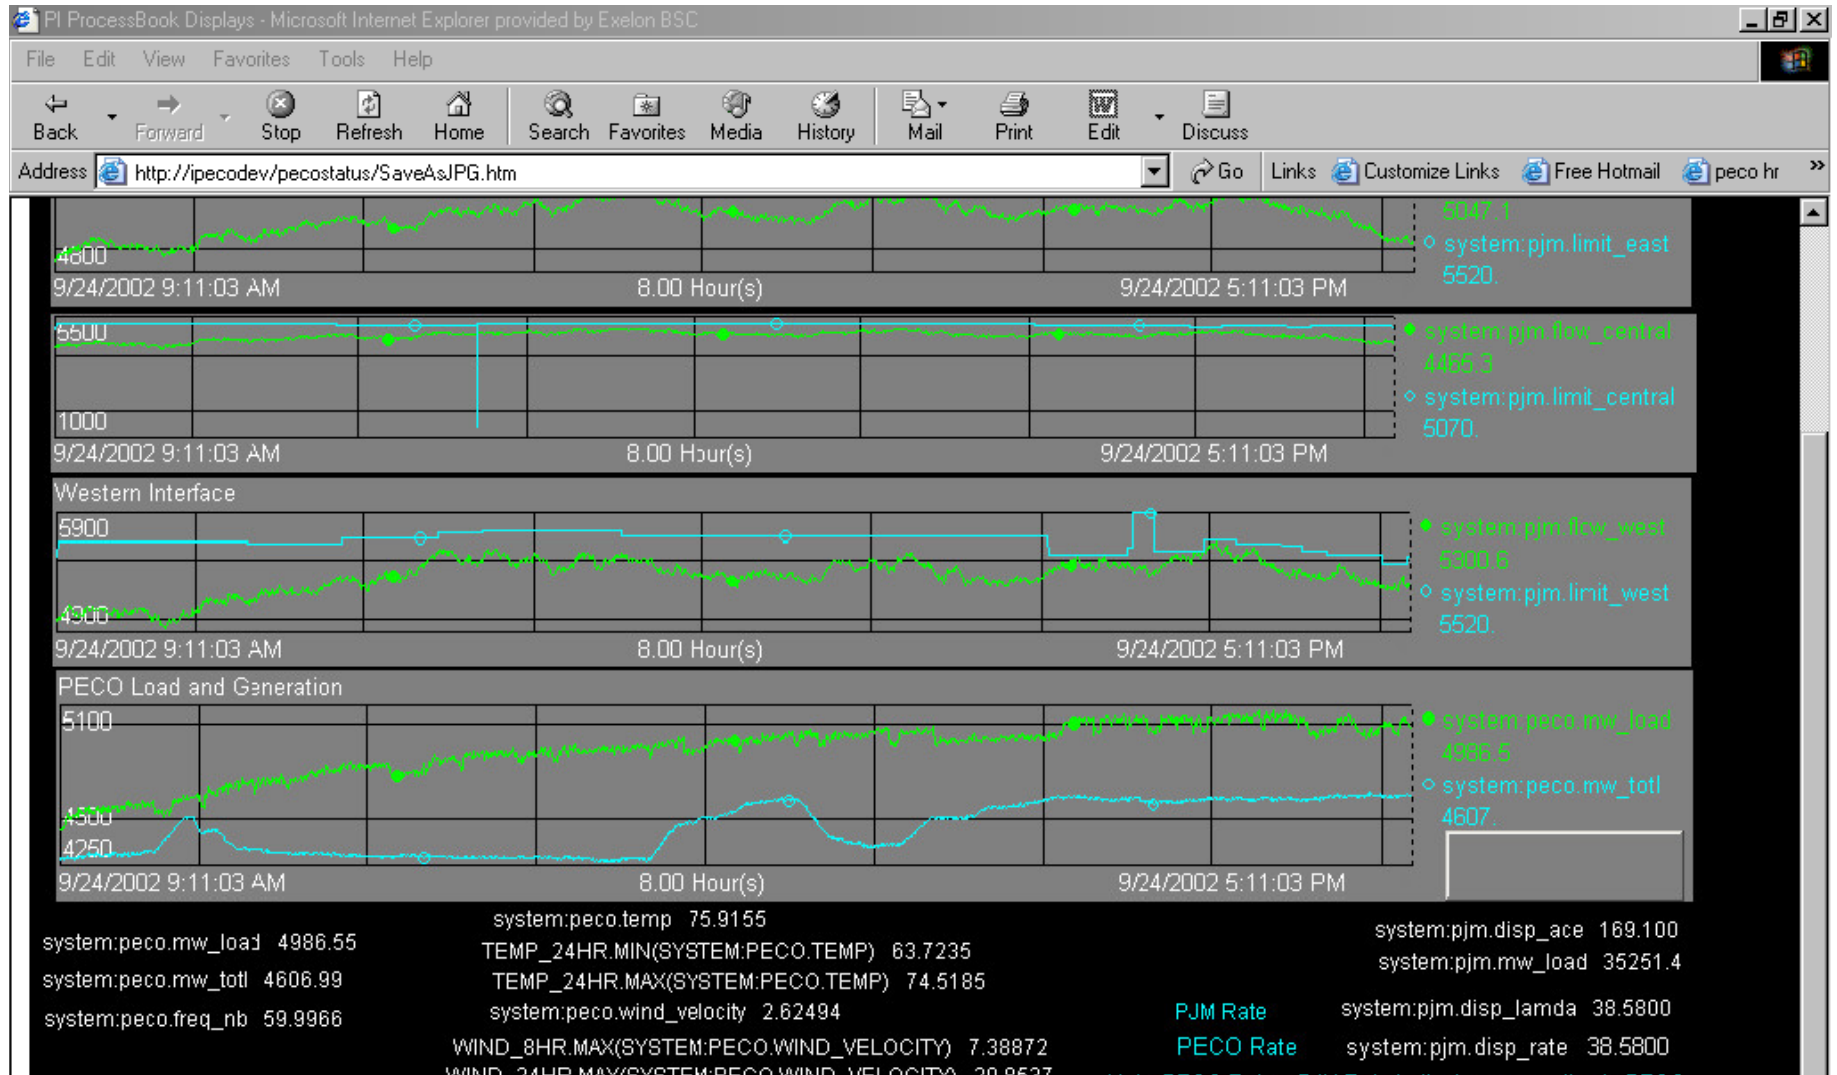 PI ProcessBook Displays - Microsoft Internet Explorer provided by Exelon BSC
File Edit View Favorites Tools Help
Back Forward Stop Refresh Home Search Favorites Media History Mail Print Edit Discuss
Address http://ipecodev/pecostatus/SaveAsJPG.htm Go Links Customize Links Free Hotmail peco hr »
5047.1
4800
system:pjm.limit_east
5520.
9/24/2002 9:11:03 AM 8.00 Hour(s) 9/24/2002 5:11:03 PM
5500
system:pjm.flow_central
4465.3
system:pjm.limit_central
1000
5070.
9/24/2002 9:11:03 AM 8.00 Hour(s) 9/24/2002 5:11:03 PM
Western Interface
5900
system:pjm.flow_west
5300.6
system:pjm.limit_west
4900
5520.
9/24/2002 9:11:03 AM 8.00 Hour(s) 9/24/2002 5:11:03 PM
PECO Load and Generation
5100
system:peco.mw_load
4986.5
system:peco.mw_totl
4500
4607.
4250
9/24/2002 9:11:03 AM 8.00 Hour(s) 9/24/2002 5:11:03 PM
system:peco.temp 75.9155
system:peco.mw_load 4986.55
TEMP_24HR.MIN(SYSTEM:PECO.TEMP) 63.7235
system:pjm.disp_ace 169.100
system:peco.mw_totl 4606.99
TEMP_24HR.MAX(SYSTEM:PECO.TEMP) 74.5185
system:pjm.mw_load 35251.4
system:peco.freq_nb 59.9966
system:peco.wind_velocity 2.62494
PJM Rate system:pjm.disp_lamda 38.5800
WIND_8HR.MAX(SYSTEM:PECO.WIND_VELOCITY) 7.38872
PECO Rate system:pjm.disp_rate 38.5800
WIND_24HR.MAX(SYSTEM:PECO.WIND_VELOCITY)